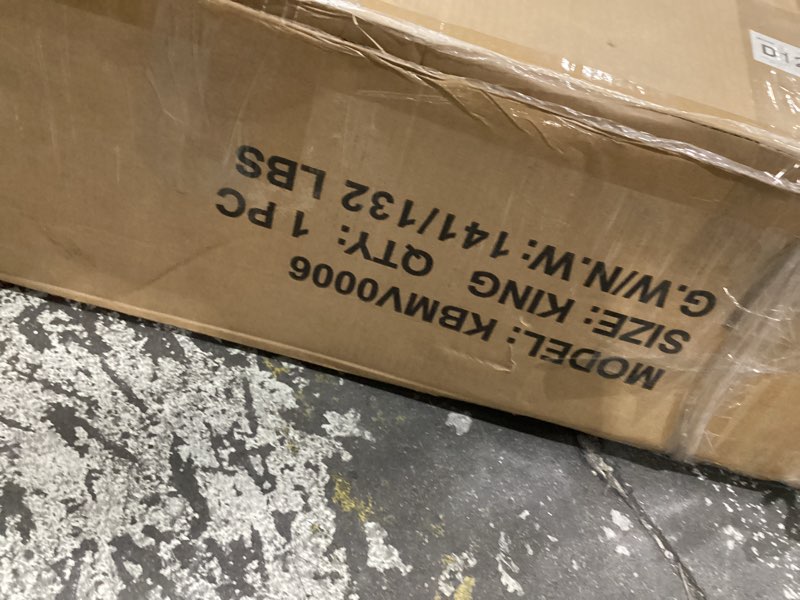 MODEL: KBMV0006
SIZE: KING QTY: 1 PC
G.W/N.W: 141/132 LBS